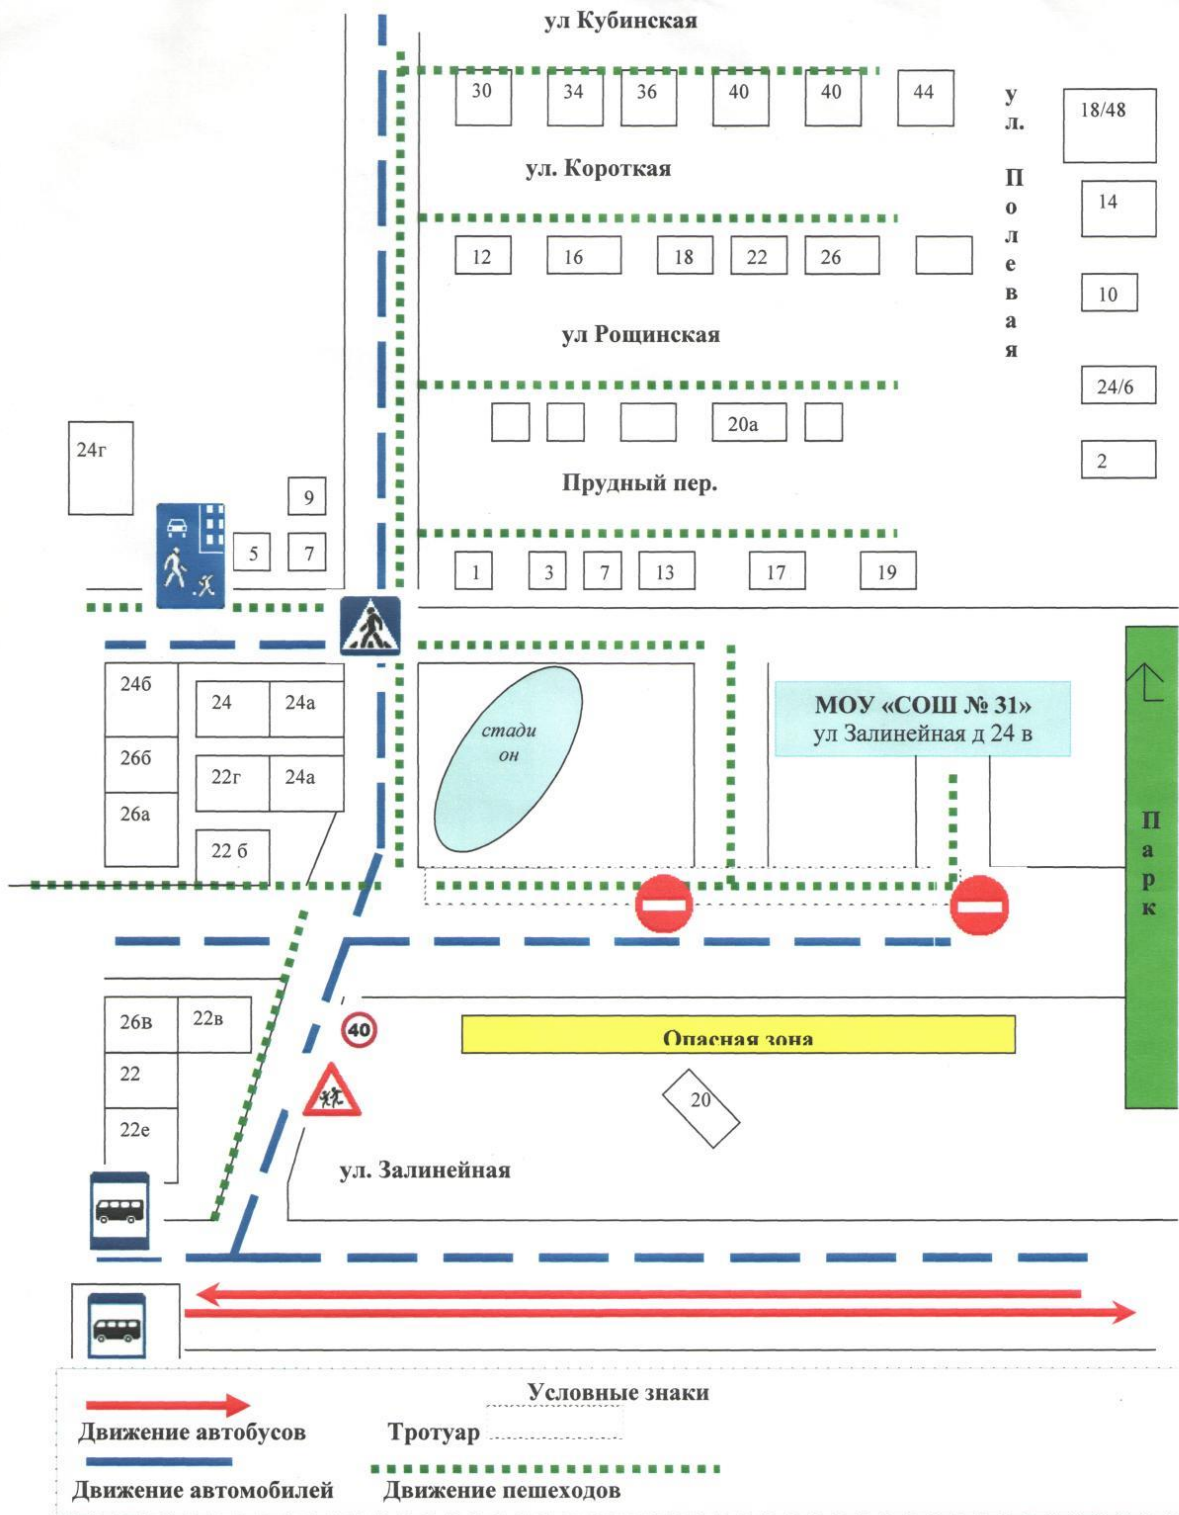 ул Кубинская
30 34 36 40 40 44
ул. Полевая
18/48
ул. Короткая
14
12 16 18 22 26
10
ул Рощинская
24/6
20а
24г
2
Прудный пер.
9
5 7
1 3 7 13 17 19
24б
24 24а
МОУ «СОШ № 31»
ул Залинейная д 24 в
стади
он
26б
22г 24а
26а
22 б
Парк
26в 22в
40
Опасная зона
22
20
22е
ул. Залинейная
Условные знаки
Движение автобусов
Тротуар
Движение автомобилей
Движение пешеходов